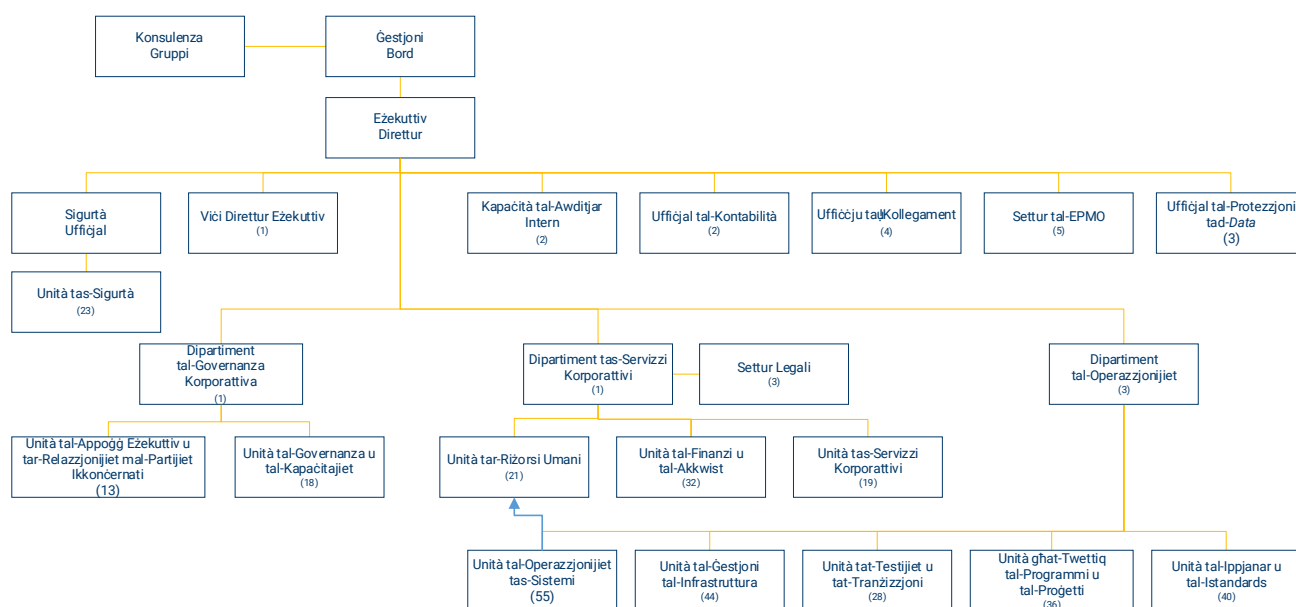 Konsulenza
Gruppi
Ġestjoni
Bord
Eżekuttiv
Direttur
Sigurtà
Uffiċjal
Viċi Direttur Eżekuttiv
(1)
Kapaċità tal-Awditjar
Intern
(2)
Uffiċjal tal-Kontabilità
(2)
Uffiċċju tal-Kollegament
(4)
Settur tal-EPMO
(5)
Uffiċjal tal-Protezzjoni
tad-Data
(3)
Unità tas-Sigurtà
(23)
Dipartiment
tal-Governanza
Korporattiva
(1)
Dipartiment tas-Servizzi
Korporattivi
(1)
Settur Legali
(3)
Dipartiment
tal-Operazzjonijiet
(3)
Unità tal-Appoġġ Eżekuttiv u
tar-Relazzjonijiet mal-Partijiet
Ikkonċernati
(13)
Unità tal-Governanza u
tal-Kapaċitajiet
(18)
Unità tar-Riżorsi Umani
(21)
Unità tal-Finanzi u
tal-Akkwist
(32)
Unità tas-Servizzi
Korporattivi
(19)
Unità tal-Operazzjonijiet
tas-Sistemi
(55)
Unità tal-Ġestjoni
tal-Infrastruttura
(44)
Unità tat-Testijiet u
tat-Tranżizzjoni
(28)
Unità għat-Twettiq
tal-Programmi u
tal-Proġetti
(36)
Unità tal-Ippjanar u
tal-Istandards
(40)